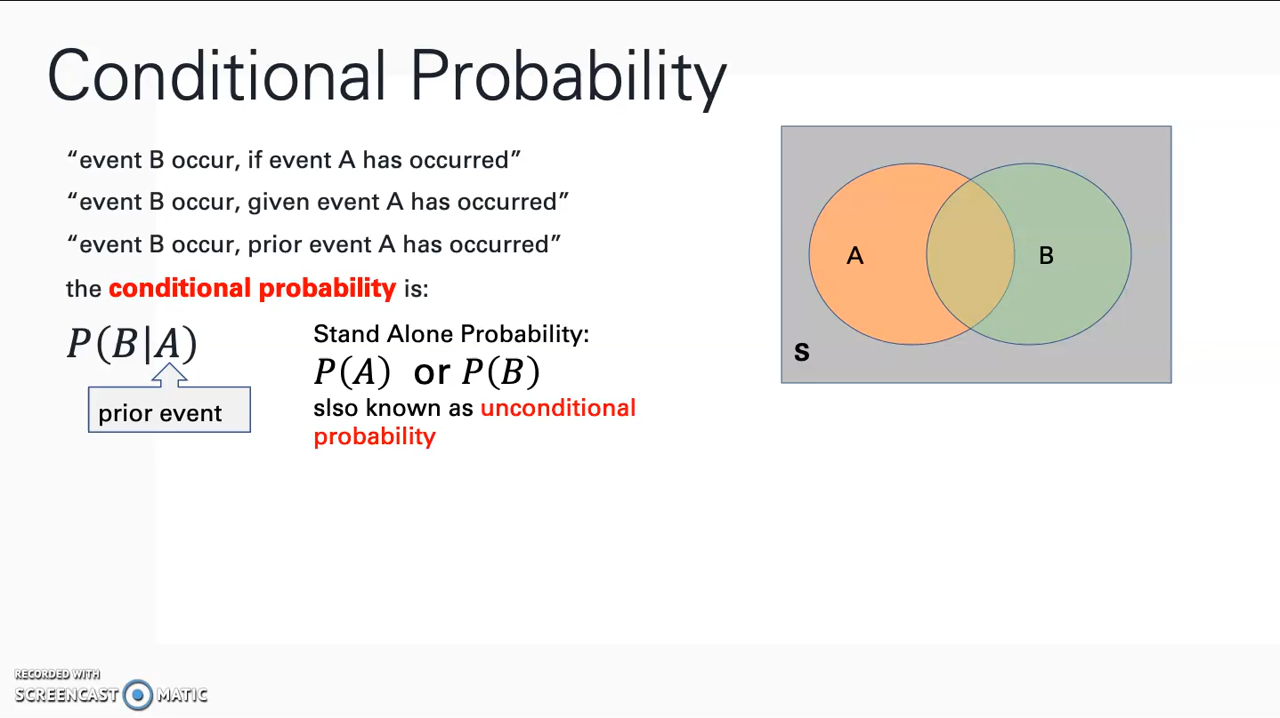 Conditional Probability
“event B occur, if event A has occurred”
“event B occur, given event A has occurred”
“event B occur, prior event A has occurred”
the conditional probability is:
P(B|A)
prior event
Stand Alone Probability:
P(A) or P(B)
slso known as unconditional
probability
A
B
S
RECORDED WITH
SCREENCAST MATIC